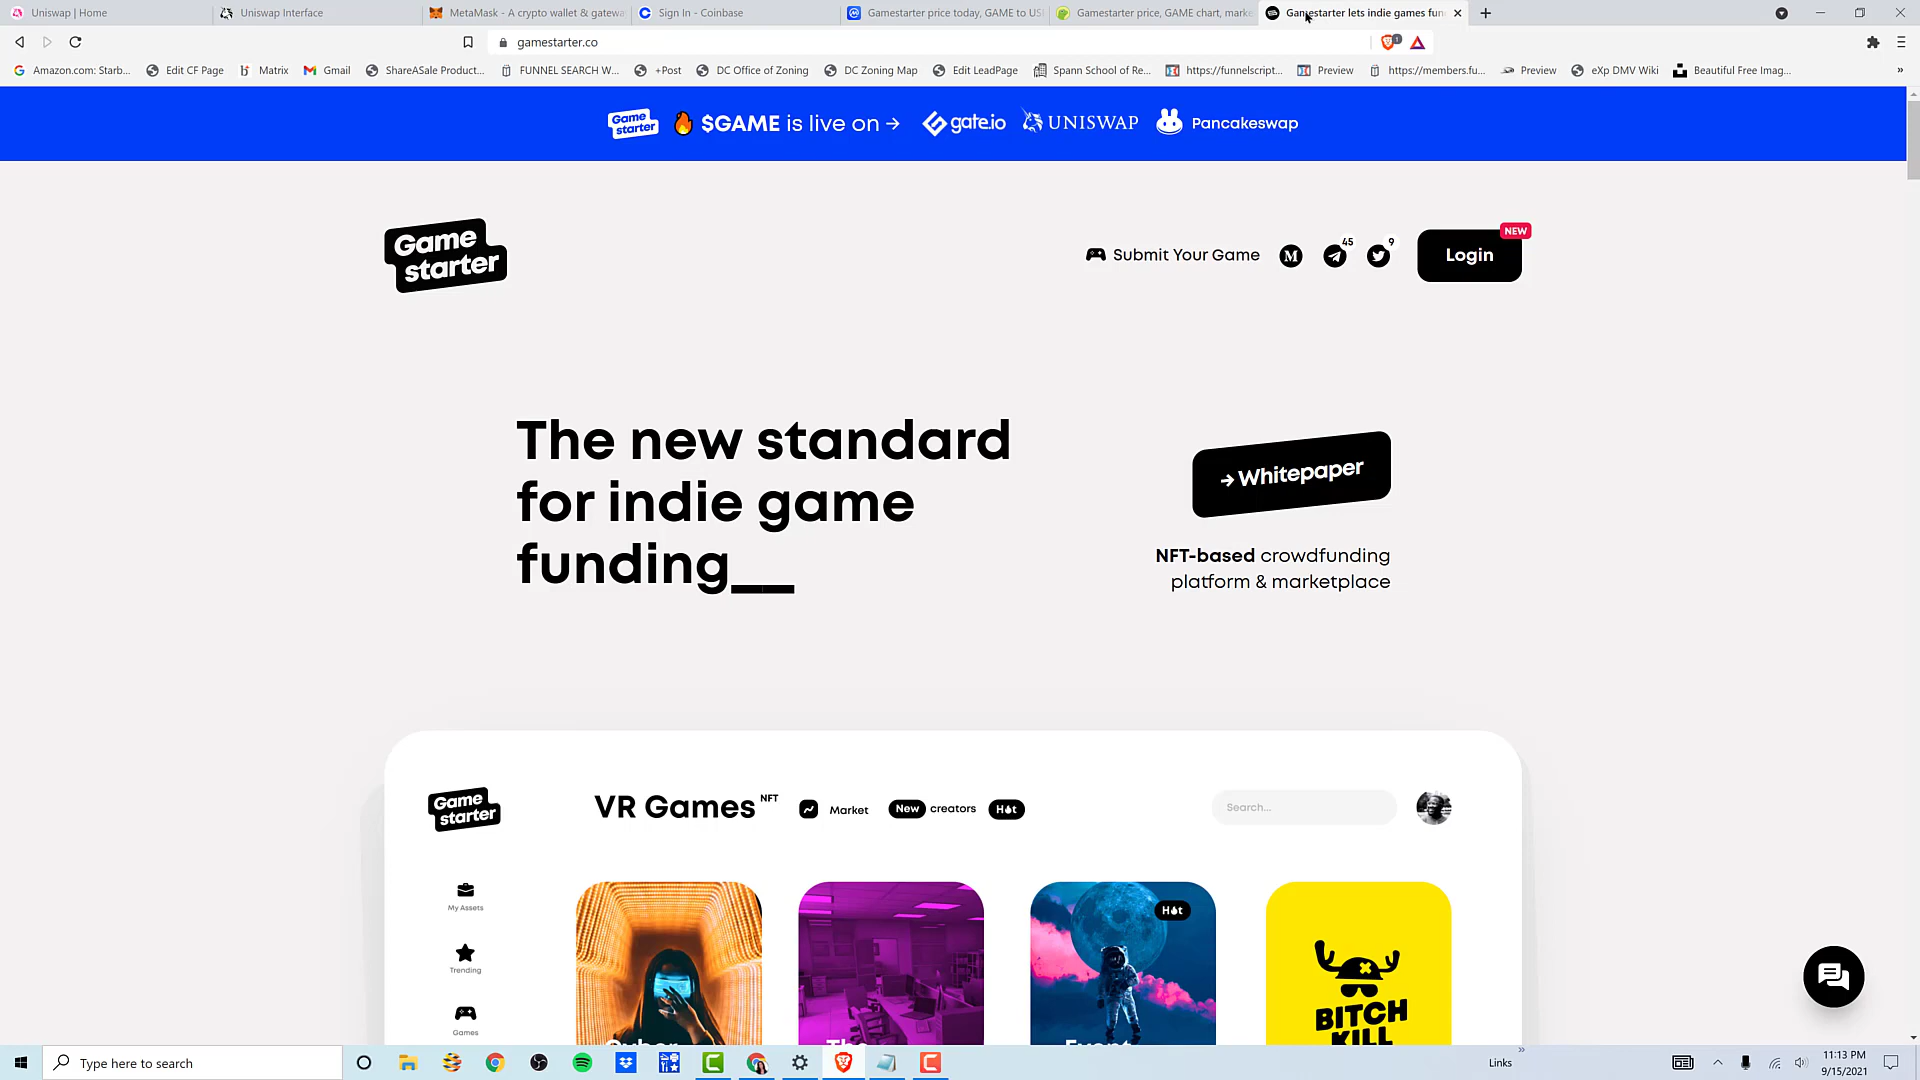 Uniswap | Home
Uniswap Interface
MetaMask - A crypto wallet & gatewa
Sign In - Coinbase
Gamestarter price today, GAME to US
Gamestarter price, GAME chart, marke
Gamestarter lets indie games fun
gamestarter.co
1
Amazon.com: Starb...
Edit CF Page
Matrix
Gmail
ShareASale Product...
FUNNEL SEARCH W...
+Post
DC Office of Zoning
DC Zoning Map
Edit LeadPage
Spann School of Re...
https://funnelscript...
Preview
https://members.fu...
Preview
eXp DMV Wiki
Beautiful Free Imag...
»
Game
starter
$GAME is live on →
gate.io
UNISWAP
Pancakeswap
Game
starter
Submit Your Game
M
45
9
Login
NEW
The new standard
for indie game
funding__
→ Whitepaper
NFT-based crowdfunding
platform & marketplace
Game
starter
VR Games NFT
Market
New creators
Hot
Search...
My Assets
Trending
Games
Hot
BITCH
KILL
Cyber
The
Event
Type here to search
Links
»
11:13 PM
9/15/2021